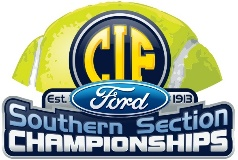 CIF
Est. Ford 1913
Southern Section
CHAMPIONSHIPS